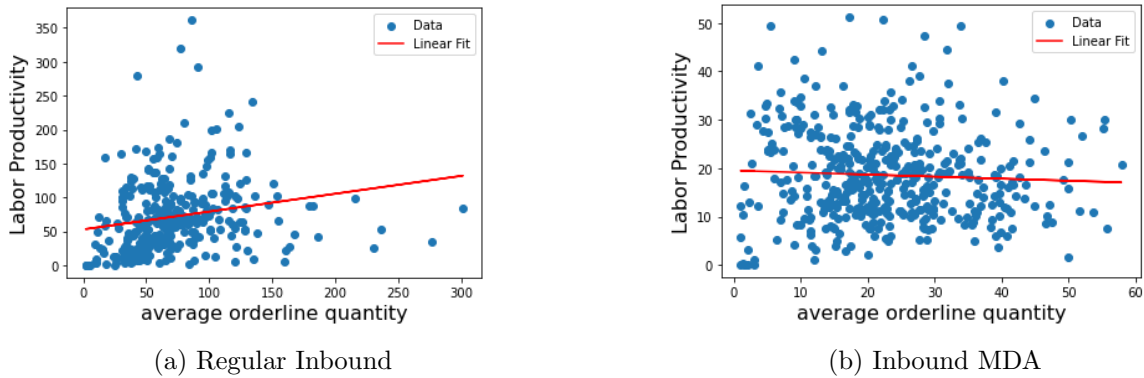 350
300
250
200
150
100
50
0
Labor Productivity
Data
Linear Fit
0 50 100 150 200 250 300
average orderline quantity
(a) Regular Inbound
50
40
30
20
10
0
Labor Productivity
Data
Linear Fit
0 10 20 30 40 50 60
average orderline quantity
(b) Inbound MDA